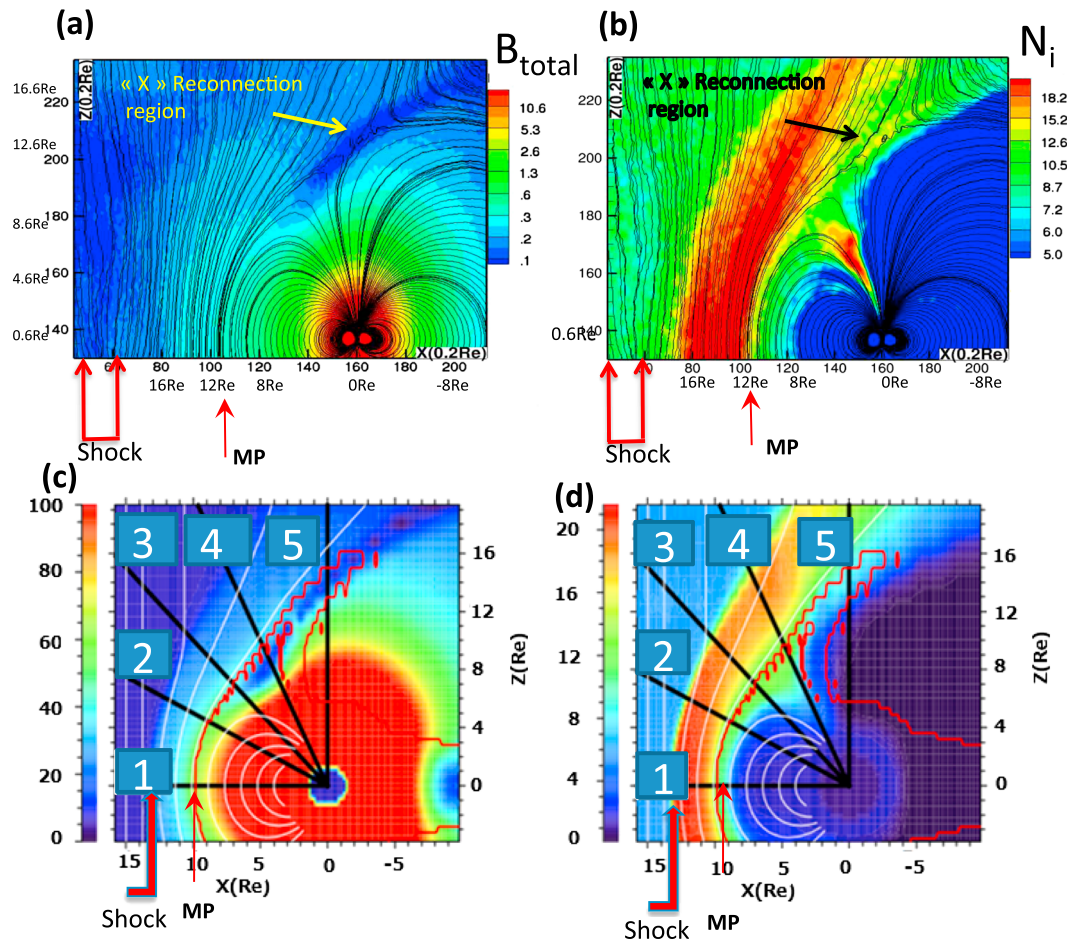 (a)
B total
Z(0.2Re)
« X » Reconnection
region
16.6Re
12.6Re
8.6Re
4.6Re
0.6Re
220
200
180
160
140
10.6
5.3
2.6
1.3
.6
.3
.2
.1
60 80 100 120 140 160 180 200
X(0.2Re)
16Re 12Re 8Re 0Re -8Re
Shock
MP
(b)
N i
Z(0.2Re)
« X » Reconnection
region
220
200
180
160
140
0.6Re
18.2
16.4
14.5
12.6
10.5
8.7
7.2
6.0
5.0
60 80 100 120 140 160 180 200
X(0.2Re)
16Re 12Re 8Re 0Re -8Re
Shock
MP
(c)
100
80
60
40
20
0
3 4 5
2
1
16
12
8
4
0
Z(Re)
15 10 5 0 -5
X(Re)
Shock
MP
(d)
20
16
12
8
4
0
3 4 5
2
1
16
12
8
4
0
Z(Re)
15 10 5 0 -5
X(Re)
Shock
MP